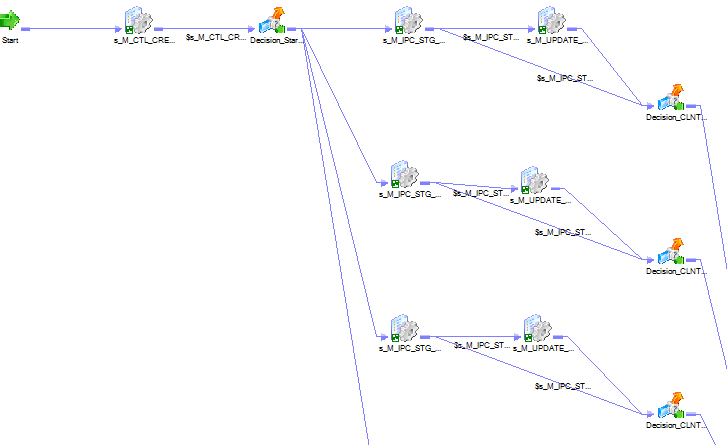 Start
s_M_CTL_CRE...
$s_M_CTL_CR...
Decision_Star...
s_M_IPC_STG_...
$s_M_IPC_ST...
s_M_UPDATE_...
$s_M_IPC_ST...
Decision_CLNT...
s_M_IPC_STG_...
$s_M_IPC_ST...
s_M_UPDATE_...
$s_M_IPC_ST...
Decision_CLNT...
s_M_IPC_STG_...
$s_M_IPC_ST...
s_M_UPDATE_...
$s_M_IPC_ST...
Decision_CLNT...